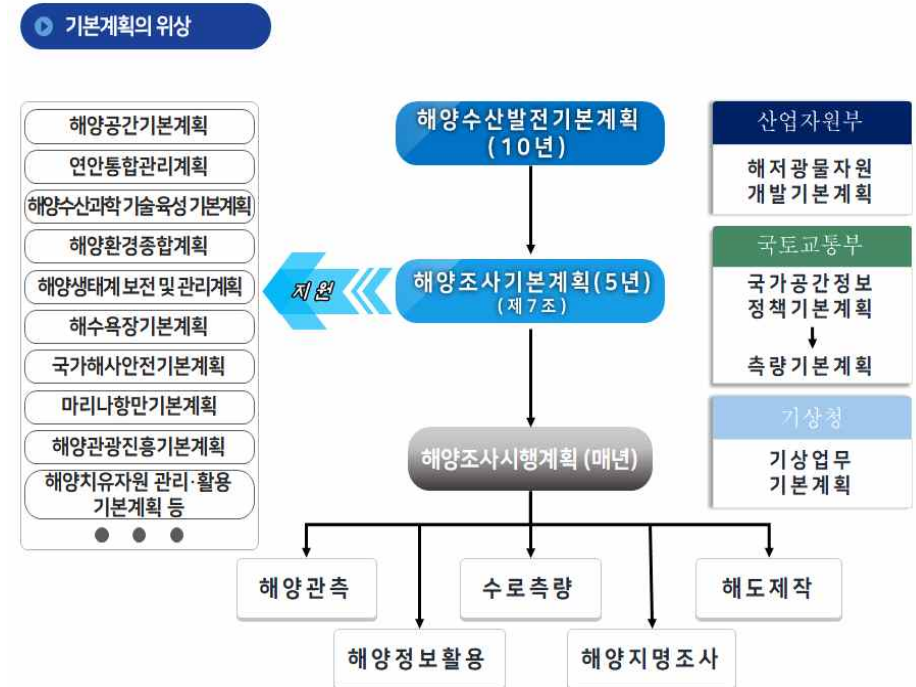 기본계획의 위상
해양공간기본계획
연안통합관리계획
해양수산과학 기술육성 기본계획
해양환경종합계획
해양생태계 보전 및 관리계획
해수욕장기본계획
국가해사안전기본계획
마리나항만기본계획
해양관광진흥기본계획
해양치유자원 관리·활용
기본계획 등
지원
해양수산발전기본계획
(10년)
해양조사기본계획(5년)
(제7조)
해양조사시행계획 (매년)
해양관측
수로측량
해도제작
해양정보활용
해양지명조사
산업자원부
해저광물자원
개발기본계획
국토교통부
국가공간정보
정책기본계획
측량기본계획
기상청
기상업무
기본계획